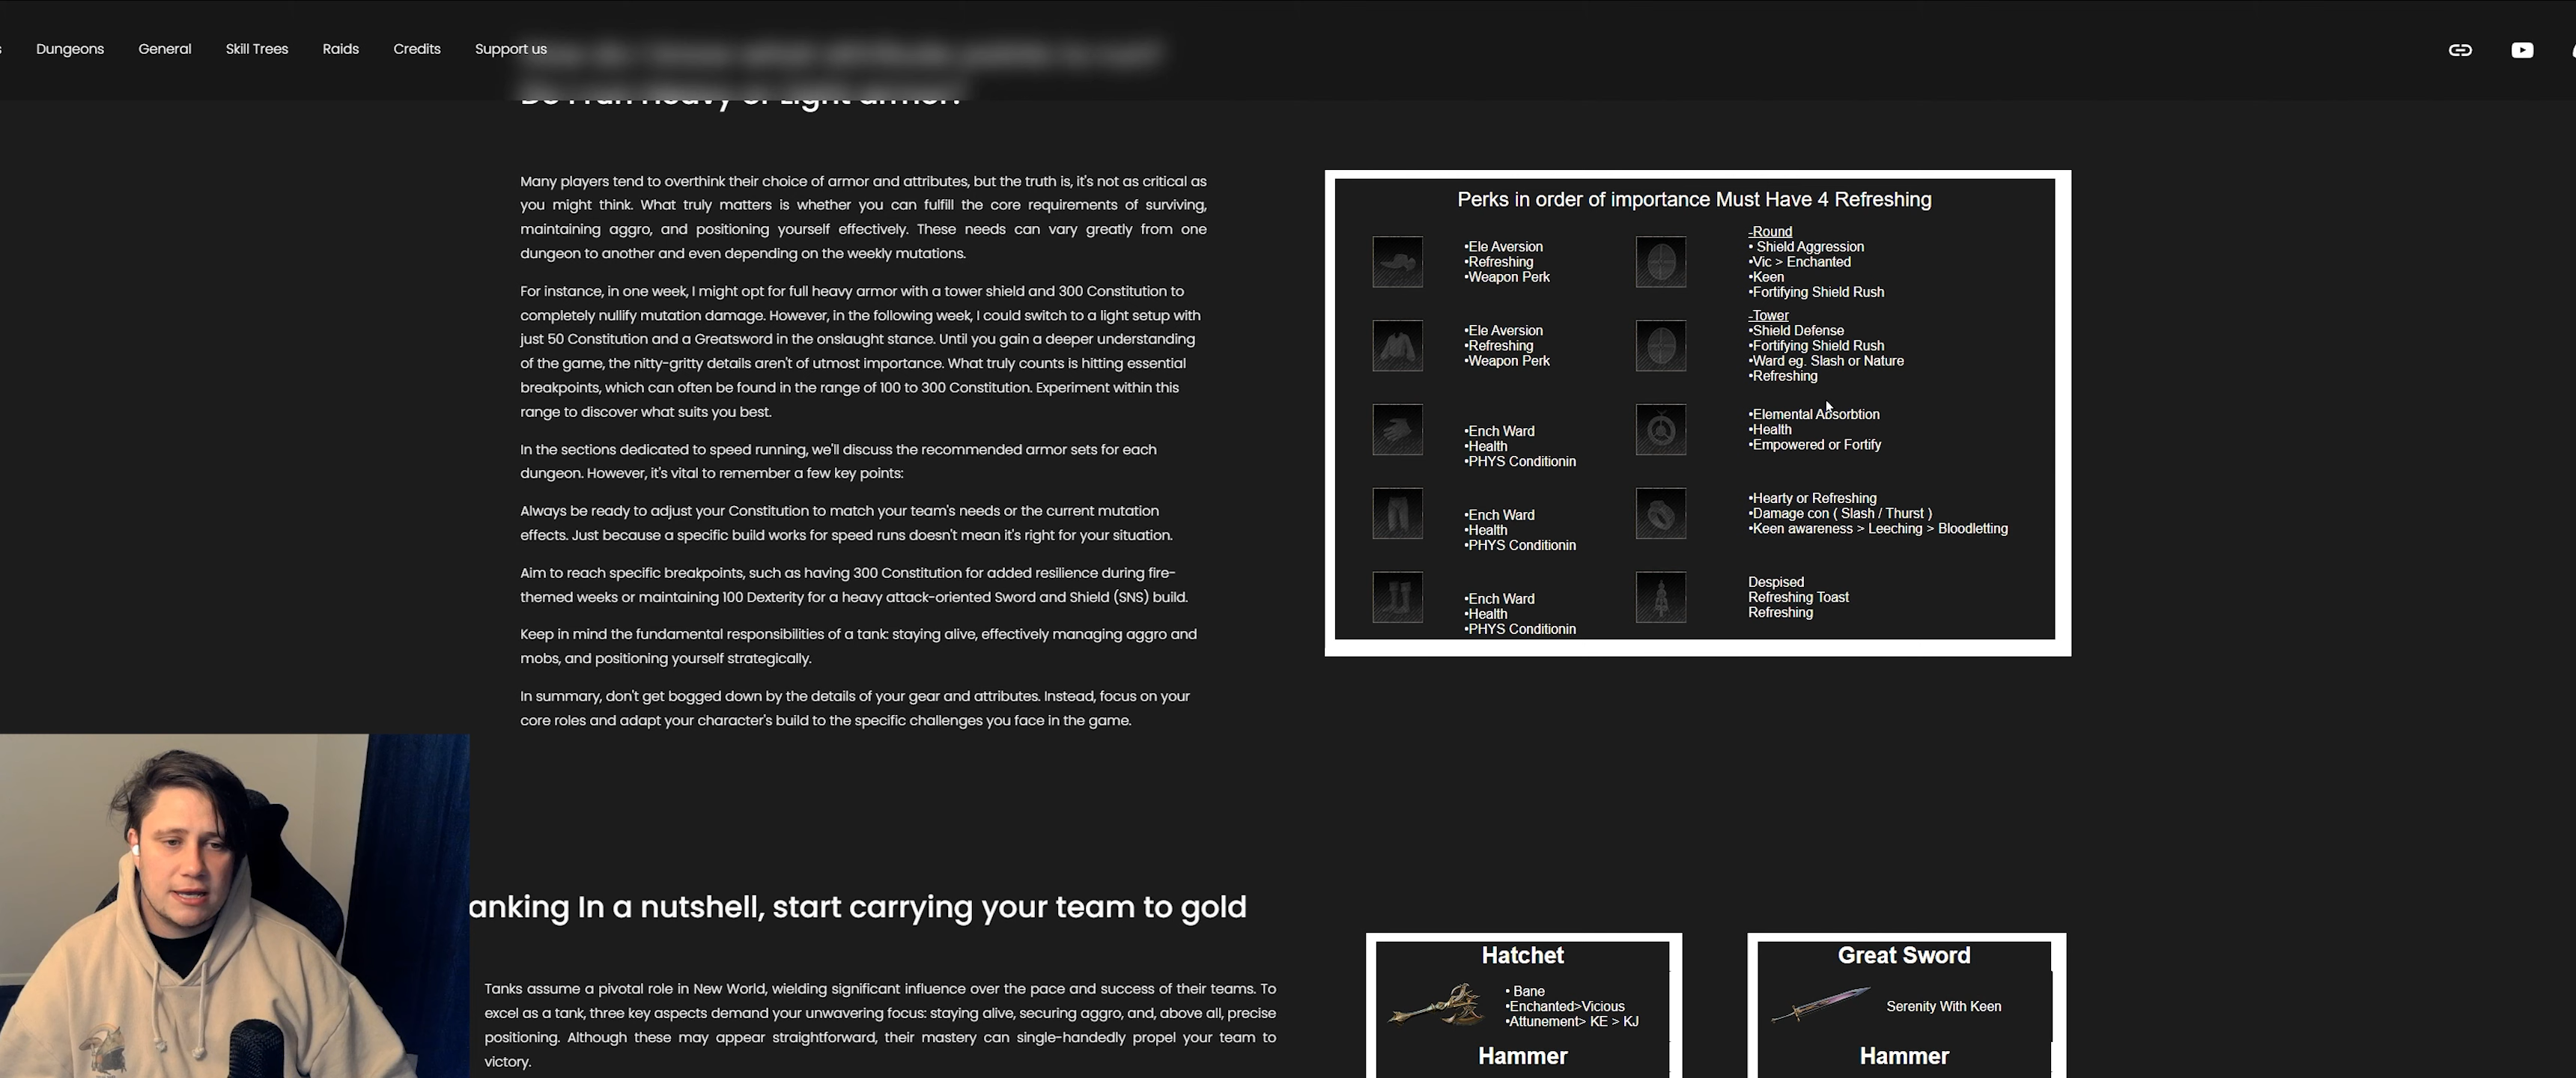 Dungeons
General
Skill Trees
Raids
Credits
Support us
How do I know what attribute points to run?
Do I run Heavy or Light armor?
Many players tend to overthink their choice of armor and attributes, but the truth is, it's not as critical as
you might think. What truly matters is whether you can fulfill the core requirements of surviving,
maintaining aggro, and positioning yourself effectively. These needs can vary greatly from one
dungeon to another and even depending on the weekly mutations.
For instance, in one week, I might opt for full heavy armor with a tower shield and 300 Constitution to
completely nullify mutation damage. However, in the following week, I could switch to a light setup with
just 50 Constitution and a Greatsword in the onslaught stance. Until you gain a deeper understanding
of the game, the nitty-gritty details aren't of utmost importance. What truly counts is hitting essential
breakpoints, which can often be found in the range of 100 to 300 Constitution. Experiment within this
range to discover what suits you best.
In the sections dedicated to speed running, we'll discuss the recommended armor sets for each
dungeon. However, it's vital to remember a few key points:
Always be ready to adjust your Constitution to match your team's needs or the current mutation
effects. Just because a specific build works for speed runs doesn't mean it's right for your situation.
Aim to reach specific breakpoints, such as having 300 Constitution for added resilience during fire-
themed weeks or maintaining 100 Dexterity for a heavy attack-oriented Sword and Shield (SNS) build.
Keep in mind the fundamental responsibilities of a tank: staying alive, effectively managing aggro and
mobs, and positioning yourself strategically.
In summary, don't get bogged down by the details of your gear and attributes. Instead, focus on your
core roles and adapt your character's build to the specific challenges you face in the game.
Perks in order of importance Must Have 4 Refreshing
•Ele Aversion
•Refreshing
•Weapon Perk
•Ele Aversion
•Refreshing
•Weapon Perk
•Ench Ward
•Health
•PHYS Conditionin
•Ench Ward
•Health
•PHYS Conditionin
•Ench Ward
•Health
•PHYS Conditionin
-Round
• Shield Aggression
•Vic > Enchanted
•Keen
•Fortifying Shield Rush
-Tower
•Shield Defense
•Fortifying Shield Rush
•Ward eg. Slash or Nature
•Refreshing
•Elemental Absorbtion
•Health
•Empowered or Fortify
•Hearty or Refreshing
•Damage con ( Slash / Thurst )
•Keen awareness > Leeching > Bloodletting
Despised
Refreshing Toast
Refreshing
anking In a nutshell, start carrying your team to gold
Tanks assume a pivotal role in New World, wielding significant influence over the pace and success of their teams. To
excel as a tank, three key aspects demand your unwavering focus: staying alive, securing aggro, and, above all, precise
positioning. Although these may appear straightforward, their mastery can single-handedly propel your team to
victory.
Hatchet
• Bane
•Enchanted>Vicious
•Attunement> KE > KJ
Hammer
Great Sword
Serenity With Keen
Hammer